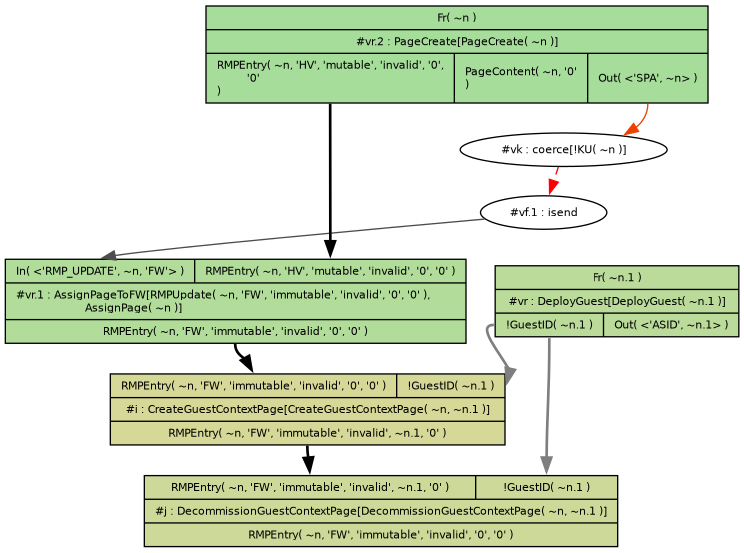 Fr( ~n )
#vr.2 : PageCreate[PageCreate( ~n )]
RMPEntry( ~n, 'HV', 'mutable', 'invalid', '0',
'0'
)
PageContent( ~n, '0'
)
Out( <'SPA', ~n> )
#vk : coerce[!KU( ~n )]
#vf.1 : isend
In( <'RMP_UPDATE', ~n, 'FW'> )
RMPEntry( ~n, 'HV', 'mutable', 'invalid', '0', '0' )
#vr.1 : AssignPageToFW[RMPUpdate( ~n, 'FW', 'immutable', 'invalid', '0', '0' ),
AssignPage( ~n )]
RMPEntry( ~n, 'FW', 'immutable', 'invalid', '0', '0' )
Fr( ~n.1 )
#vr : DeployGuest[DeployGuest( ~n.1 )]
!GuestID( ~n.1 )
Out( <'ASID', ~n.1> )
RMPEntry( ~n, 'FW', 'immutable', 'invalid', '0', '0' )
!GuestID( ~n.1 )
#i : CreateGuestContextPage[CreateGuestContextPage( ~n, ~n.1 )]
RMPEntry( ~n, 'FW', 'immutable', 'invalid', ~n.1, '0' )
RMPEntry( ~n, 'FW', 'immutable', 'invalid', ~n.1, '0' )
!GuestID( ~n.1 )
#j : DecommissionGuestContextPage[DecommissionGuestContextPage( ~n, ~n.1 )]
RMPEntry( ~n, 'FW', 'immutable', 'invalid', '0', '0' )